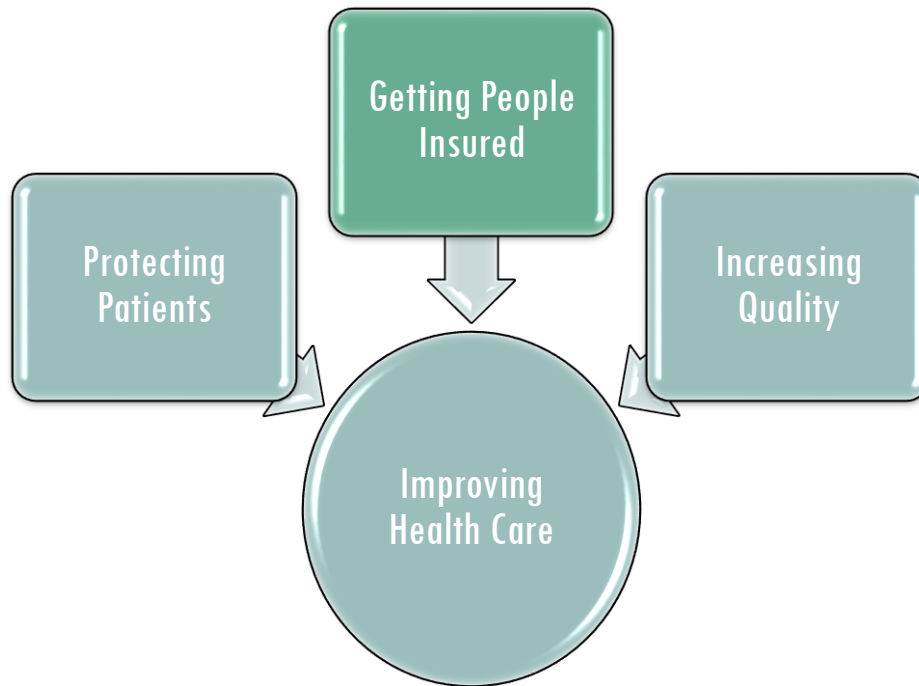 Getting People
Insured
Protecting
Patients
Increasing
Quality
Improving
Health Care